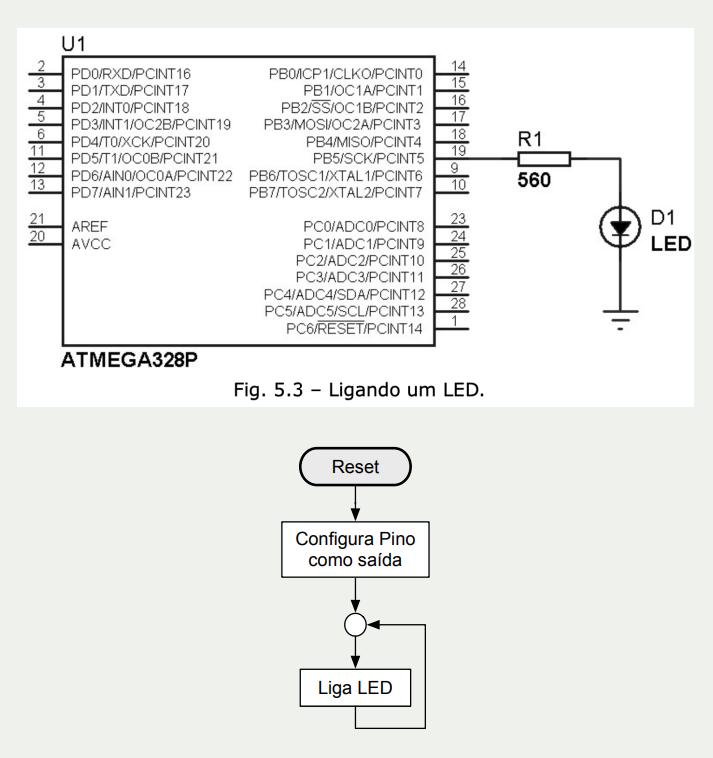 U1
2 PD0/RXD/PCINT16 PB0/ICP1/CLKO/PCINT0 14
3 PD1/TXD/PCINT17 PB1/OC1A/PCINT1 15
4 PD2/INT0/PCINT18 PB2/SS/OC1B/PCINT2 16
5 PD3/INT1/OC2B/PCINT19 PB3/MOSI/OC2A/PCINT3 17
6 PD4/T0/XCK/PCINT20 PB4/MISO/PCINT4 18
11 PD5/T1/OC0B/PCINT21 PB5/SCK/PCINT5 19
12 PD6/AIN0/OC0A/PCINT22 PB6/TOSC1/XTAL1/PCINT6 9
13 PD7/AIN1/PCINT23 PB7/TOSC2/XTAL2/PCINT7 10
R1
560
D1
LED
21 AREF PC0/ADC0/PCINT8 23
20 AVCC PC1/ADC1/PCINT9 24
PC2/ADC2/PCINT10 25
PC3/ADC3/PCINT11 26
PC4/ADC4/SDA/PCINT12 27
PC5/ADC5/SCL/PCINT13 28
PC6/RESET/PCINT14 1
ATMEGA328P
Fig. 5.3 – Ligando um LED.
Reset
Configura Pino
como saída
Liga LED